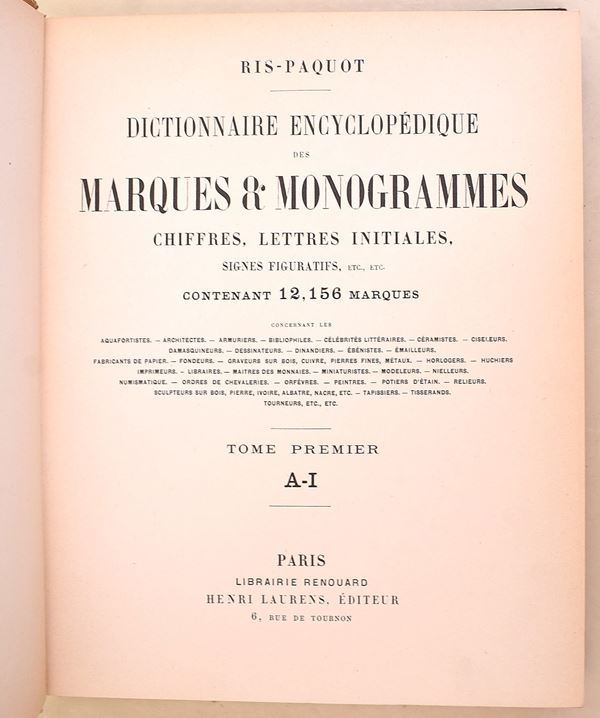 RIS-PAQUOT
DICTIONNAIRE ENCYCLOPÉDIQUE
DES
MARQUES & MONOGRAMMES
CHIFFRES, LETTRES INITIALES,
SIGNES FIGURATIFS, ETC., ETC.
CONTENANT 12,156 MARQUES
CONCERNANT LES
AQUAFORTISTES. — ARCHITECTES. — ARMURIERS. — BIBLIOPHILES. — CÉLÉBRITÉS LITTÉRAIRES. — CÉRAMISTES. — CISELEURS.
DAMASQUINEURS. — DESSINATEURS. — DINANDIERS. — ÉBÉNISTES. — ÉMAILLEURS.
FABRICANTS DE PAPIER. — FONDEURS. — GRAVEURS SUR BOIS, CUIVRE, PIERRES FINES, MÉTAUX. — HORLOGERS. — HUCHIERS
IMPRIMEURS. — LIBRAIRES. — MAITRES DES MONNAIES. — MINIATURISTES. — MODELEURS. — NIELLEURS.
NUMISMATIQUE. — ORDRES DE CHEVALERIES. — ORFÈVRES. — PEINTRES. — POTIERS D'ÉTAIN. — RELIEURS.
SCULPTEURS SUR BOIS, PIERRE, IVOIRE, ALBATRE, NACRE, ETC. — TAPISSIERS. — TISSERANDS.
TOURNEURS, ETC., ETC.
TOME PREMIER
A-I
PARIS
LIBRAIRIE RENOUARD
HENRI LAURENS, ÉDITEUR
6, RUE DE TOURNON